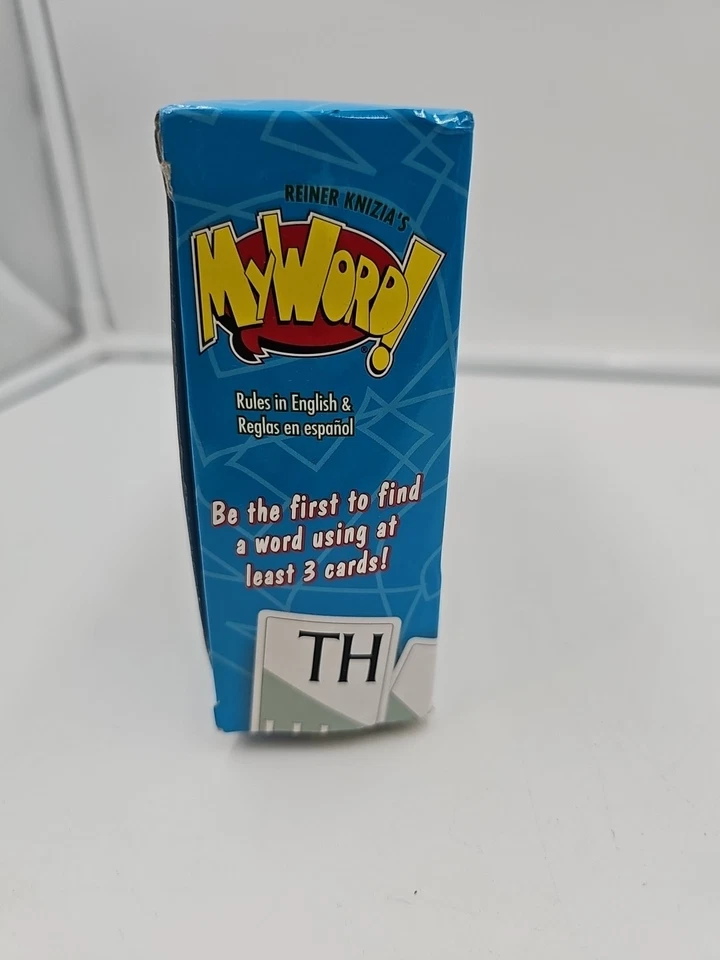 REINER KNIZIA'S
MYWORD!
®
Rules in English &
Reglas en español
Be the first to find
a word using at
least 3 cards!
TH